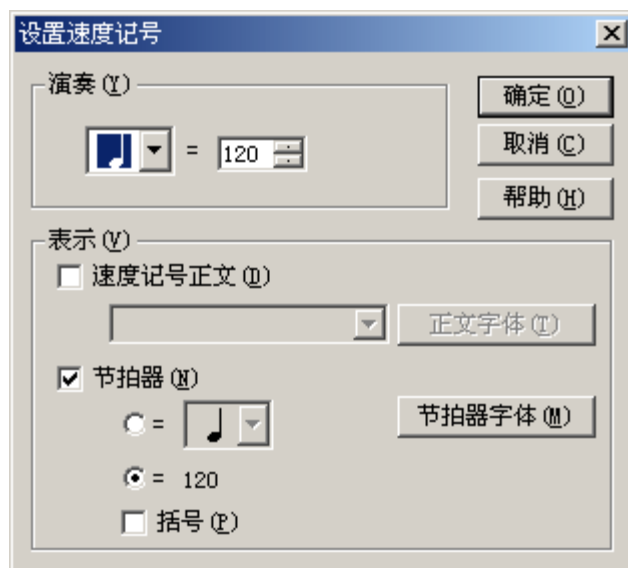 设置速度记号
演奏(Y)
= 120
确定(O)
取消(C)
帮助(H)
表示(V)
速度记号正文(D)
正文字体(T)
节拍器(N)
=
节拍器字体(M)
= 120
括号(P)